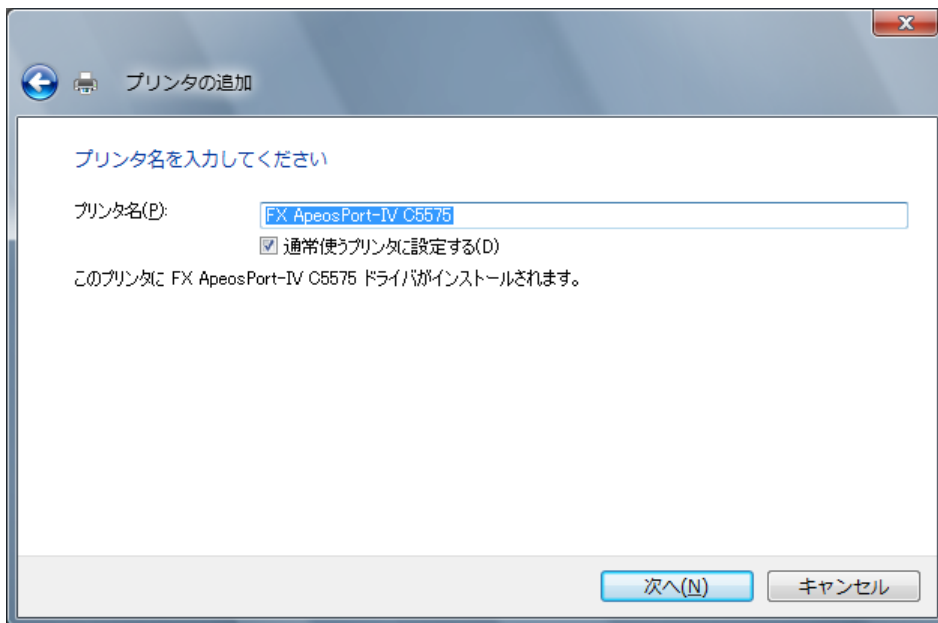 プリンタの追加
プリンタ名を入力してください
プリンタ名(P): FX ApeosPort-IV C5575
通常使うプリンタに設定する(D)
このプリンタに FX ApeosPort-IV C5575 ドライバがインストールされます。
次へ(N) キャンセル